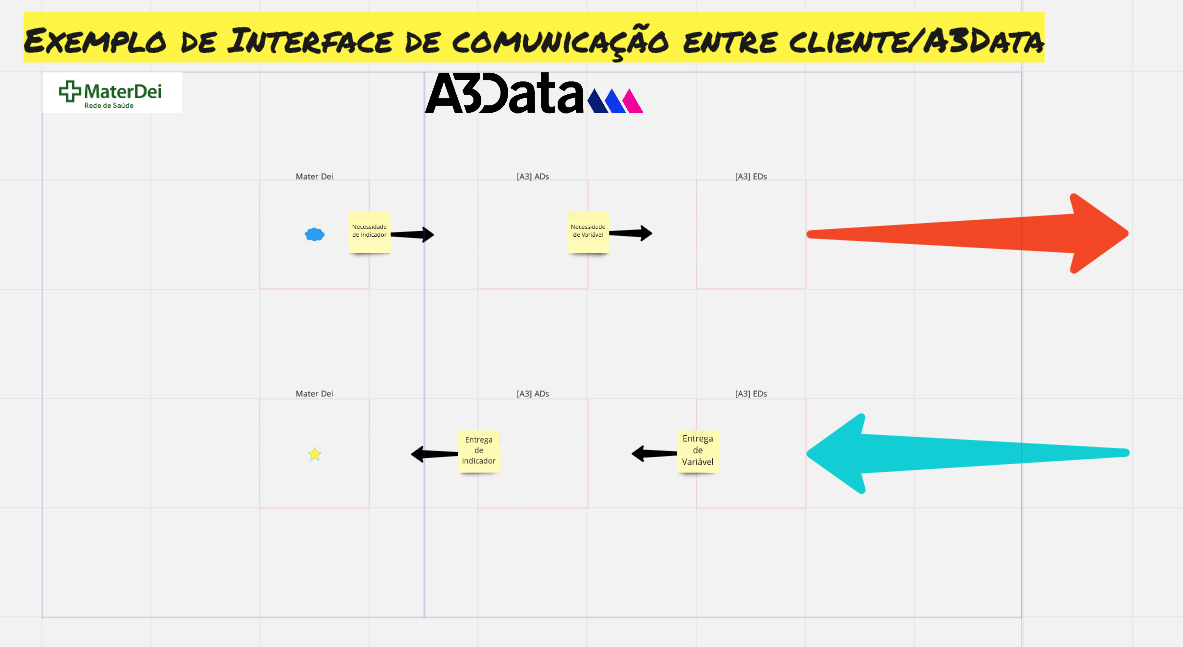 Exemplo de Interface de comunicação entre cliente/A3Data
MaterDei
Rede de Saúde
A3Data
Mater Dei
[A3] ADs
[A3] EDs
Necessidade
de Indicador
Necessidade
de Variável
Mater Dei
[A3] ADs
[A3] EDs
Entrega
de
Indicador
Entrega
de
Variável